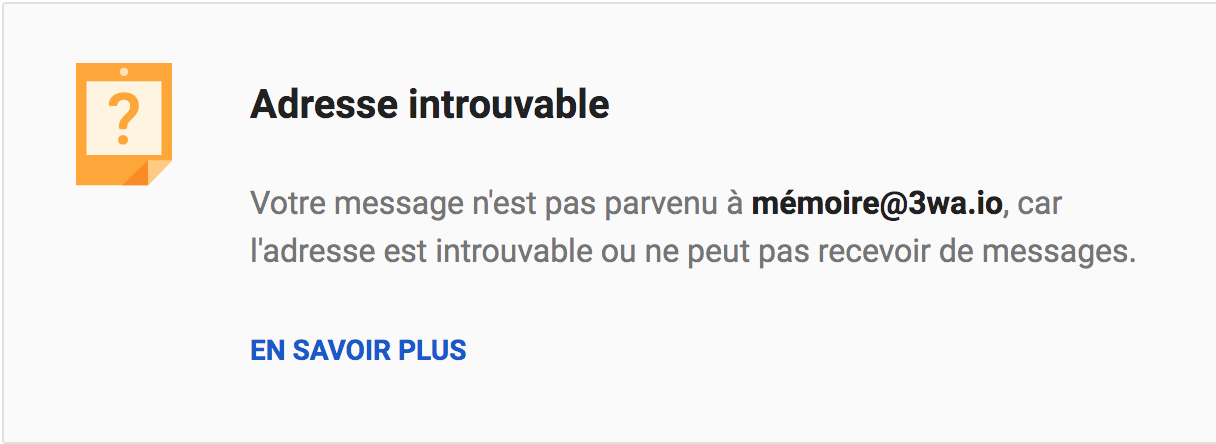 ?
Adresse introuvable
Votre message n'est pas parvenu à mémoire@3wa.io, car
l'adresse est introuvable ou ne peut pas recevoir de messages.
EN SAVOIR PLUS